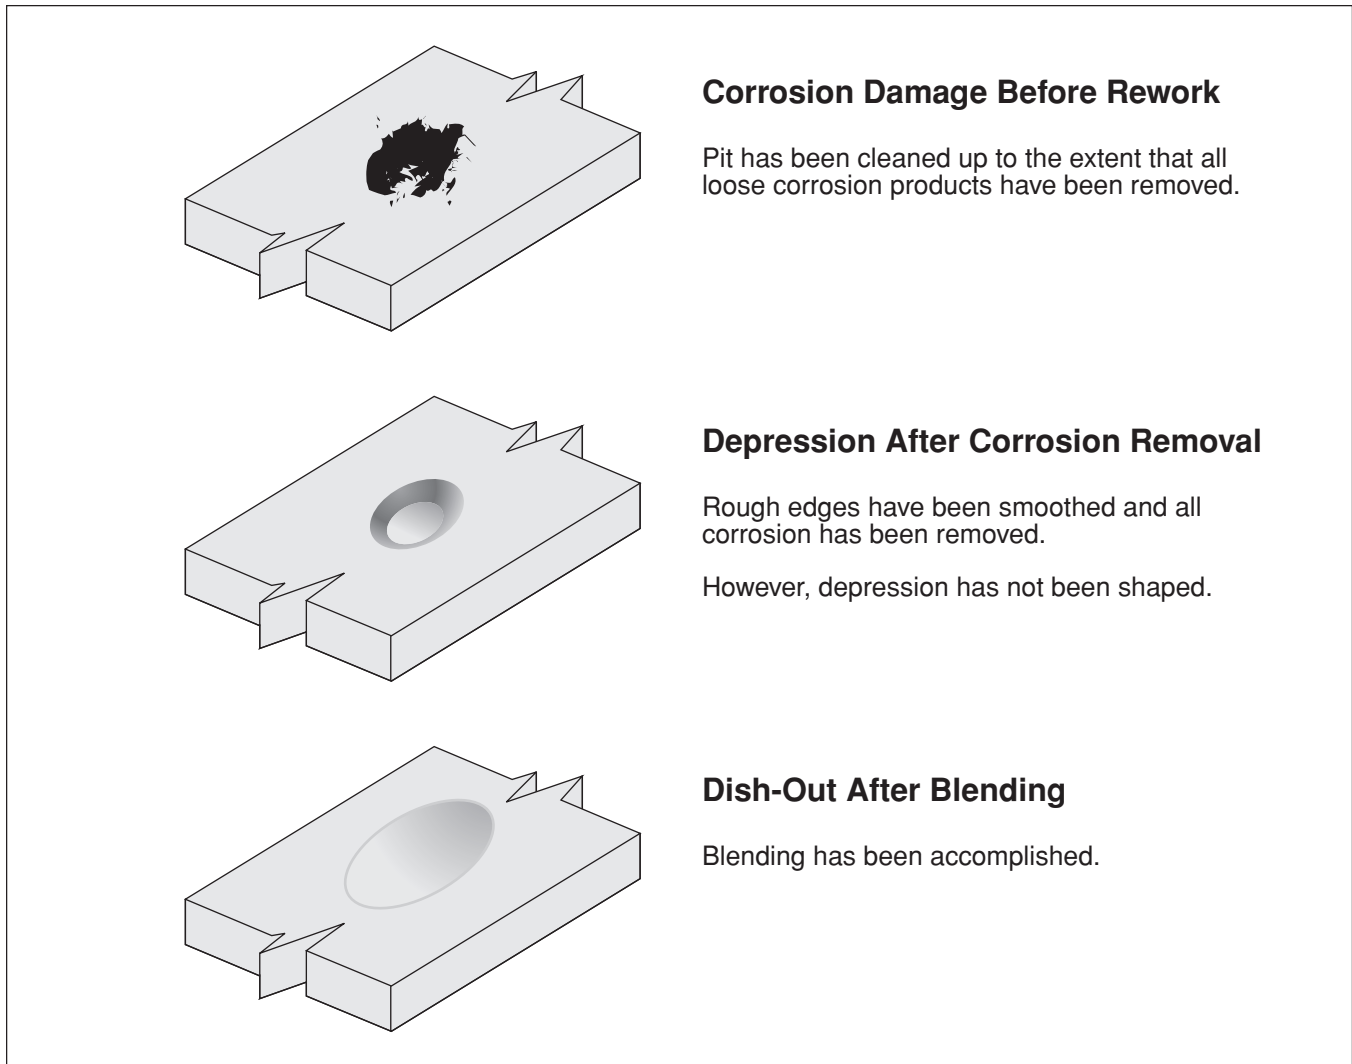 Corrosion Damage Before Rework
Pit has been cleaned up to the extent that all
loose corrosion products have been removed.
Depression After Corrosion Removal
Rough edges have been smoothed and all
corrosion has been removed.
However, depression has not been shaped.
Dish-Out After Blending
Blending has been accomplished.